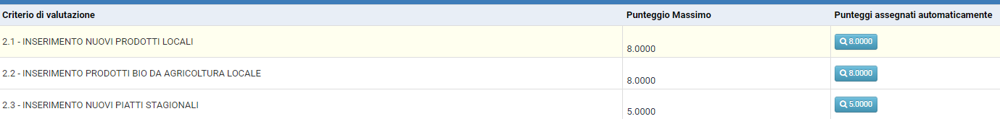 Criterio di valutazione Punteggio Massimo Punteggi assegnati automaticamente
2.1 - INSERIMENTO NUOVI PRODOTTI LOCALI 8.0000 8.0000
2.2 - INSERIMENTO PRODOTTI BIO DA AGRICOLTURA LOCALE 8.0000 8.0000
2.3 - INSERIMENTO NUOVI PIATTI STAGIONALI 5.0000 5.0000